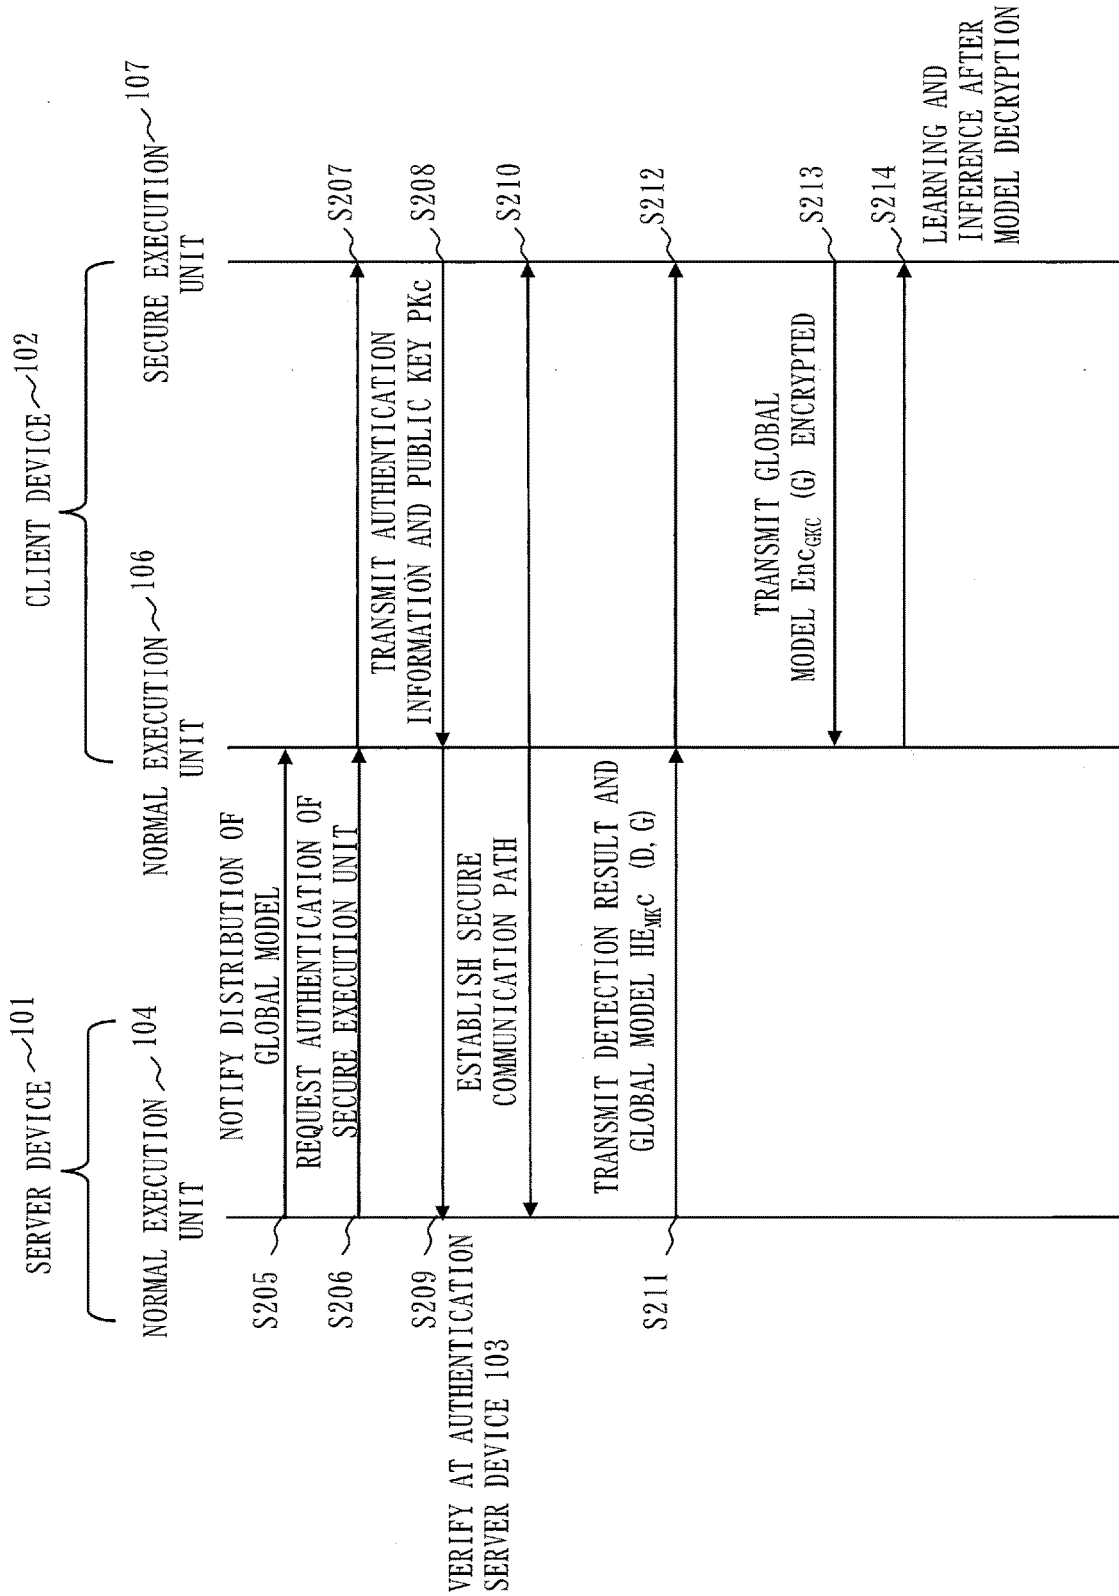 SERVER DEVICE 101
CLIENT DEVICE 102
NORMAL EXECUTION 104
UNIT
NORMAL EXECUTION 106
UNIT
SECURE EXECUTION 107
UNIT
NOTIFY DISTRIBUTION OF
GLOBAL MODEL
S205
REQUEST AUTHENTICATION OF
SECURE EXECUTION UNIT
S206
S207
TRANSMIT AUTHENTICATION
INFORMATION AND PUBLIC KEY PKc
S208
S209
VERIFY AT AUTHENTICATION
SERVER DEVICE 103
ESTABLISH SECURE
COMMUNICATION PATH
S210
TRANSMIT DETECTION RESULT AND
GLOBAL MODEL HE_MKC (D, G)
S211
S212
TRANSMIT GLOBAL
MODEL Enc_GKC (G) ENCRYPTED
S213
S214
LEARNING AND
INFERENCE AFTER
MODEL DECRYPTION